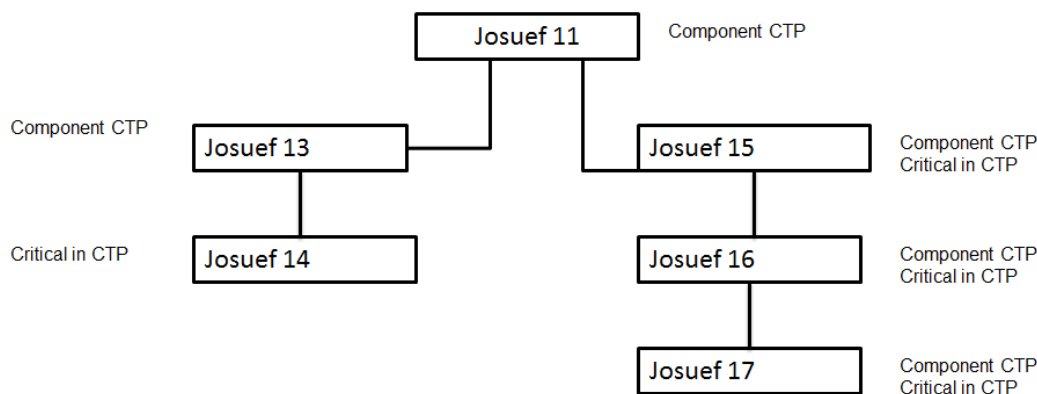 Josuef 11
Component CTP
Component CTP
Josuef 13
Josuef 15
Component CTP
Critical in CTP
Critical in CTP
Josuef 14
Josuef 16
Component CTP
Critical in CTP
Josuef 17
Component CTP
Critical in CTP